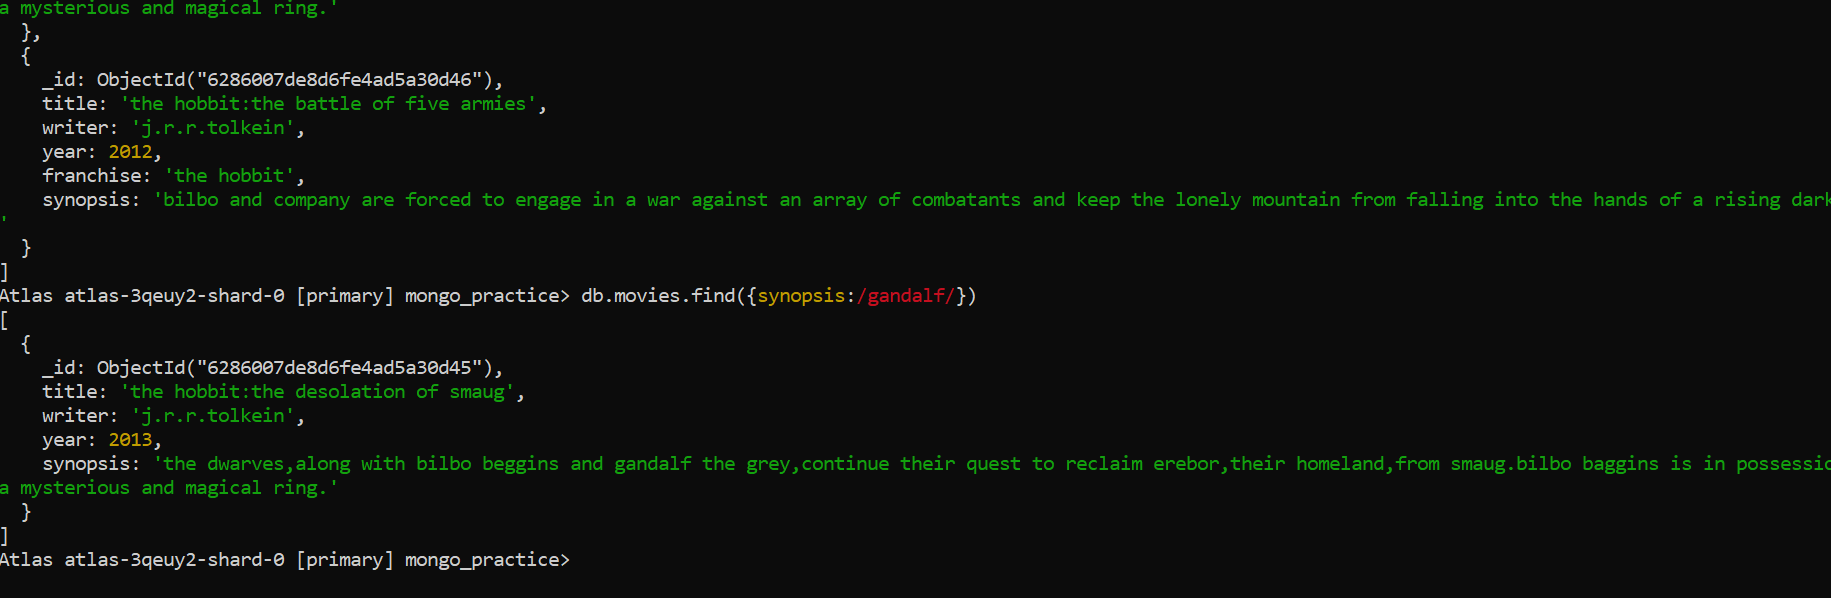 a mysterious and magical ring.'
  },
  {
    _id: ObjectId("6286007de8d6fe4ad5a30d46"),
    title: 'the hobbit:the battle of five armies',
    writer: 'j.r.r.tolkein',
    year: 2012,
    franchise: 'the hobbit',
    synopsis: 'bilbo and company are forced to engage in a war against an array of combatants and keep the lonely mountain from falling into the hands of a rising dark
'
  }
]
Atlas atlas-3qeuy2-shard-0 [primary] mongo_practice> db.movies.find({synopsis:/gandalf/})
[
  {
    _id: ObjectId("6286007de8d6fe4ad5a30d45"),
    title: 'the hobbit:the desolation of smaug',
    writer: 'j.r.r.tolkein',
    year: 2013,
    synopsis: 'the dwarves,along with bilbo beggins and gandalf the grey,continue their quest to reclaim erebor,their homeland,from smaug.bilbo baggins is in possessio
a mysterious and magical ring.'
  }
]
Atlas atlas-3qeuy2-shard-0 [primary] mongo_practice>